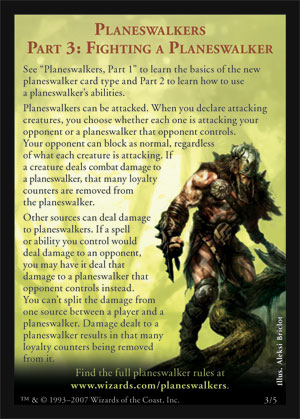 Planeswalkers
Part 3: Fighting a Planeswalker
See “Planeswalkers, Part 1” to learn the basics of the new
planeswalker card type and Part 2 to learn how to use
a planeswalker’s abilities.
Planeswalkers can be attacked. When you declare attacking
creatures, you choose whether each one is attacking your
opponent or a planeswalker that opponent controls.
Your opponent can block as normal, regardless
of what each creature is attacking. If
a creature deals combat damage to
a planeswalker, that many loyalty
counters are removed from
the planeswalker.
Other sources can deal damage
to planeswalkers. If a spell
or ability you control would
deal damage to an opponent,
you may have it deal that
damage to a planeswalker that
opponent controls instead.
You can’t split the damage from
one source between a player and a
planeswalker. Damage dealt to a
planeswalker results in that many
loyalty counters being removed
from it.
Find the full planeswalker rules at
www.wizards.com/planeswalkers.
Illus. Aleksi Briclot
™ & © 1993–2007 Wizards of the Coast, Inc. 3/5